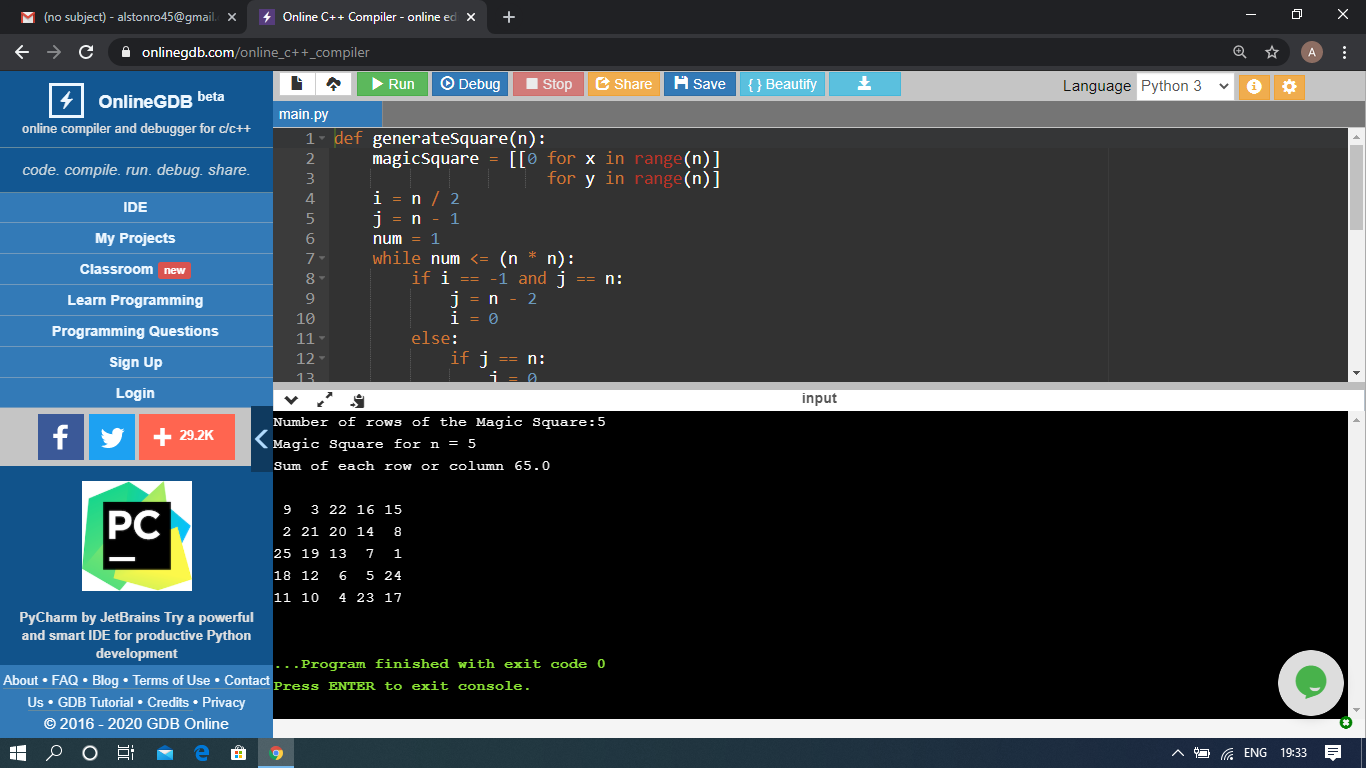 (no subject) - alstonro45@gmail.
Online C++ Compiler - online ed
onlinegdb.com/online_c++_compiler
A
OnlineGDB beta
online compiler and debugger for c/c++
code. compile. run. debug. share.
IDE
My Projects
Classroom new
Learn Programming
Programming Questions
Sign Up
Login
f
29.2K
PC
PyCharm by JetBrains Try a powerful
and smart IDE for productive Python
development
About • FAQ • Blog • Terms of Use • Contact
Us • GDB Tutorial • Credits • Privacy
© 2016 - 2020 GDB Online
Run Debug Stop Share Save { } Beautify
Language Python 3
main.py
1 def generateSquare(n):
2 magicSquare = [[0 for x in range(n)]
3 for y in range(n)]
4 i = n / 2
5 j = n - 1
6 num = 1
7 while num <= (n * n):
8 if i == -1 and j == n:
9 j = n - 2
10 i = 0
11 else:
12 if j == n:
13 j = 0
input
Number of rows of the Magic Square:5
Magic Square for n = 5
Sum of each row or column 65.0
9 3 22 16 15
2 21 20 14 8
25 19 13 7 1
18 12 6 5 24
11 10 4 23 17
...Program finished with exit code 0
Press ENTER to exit console.
ENG 19:33